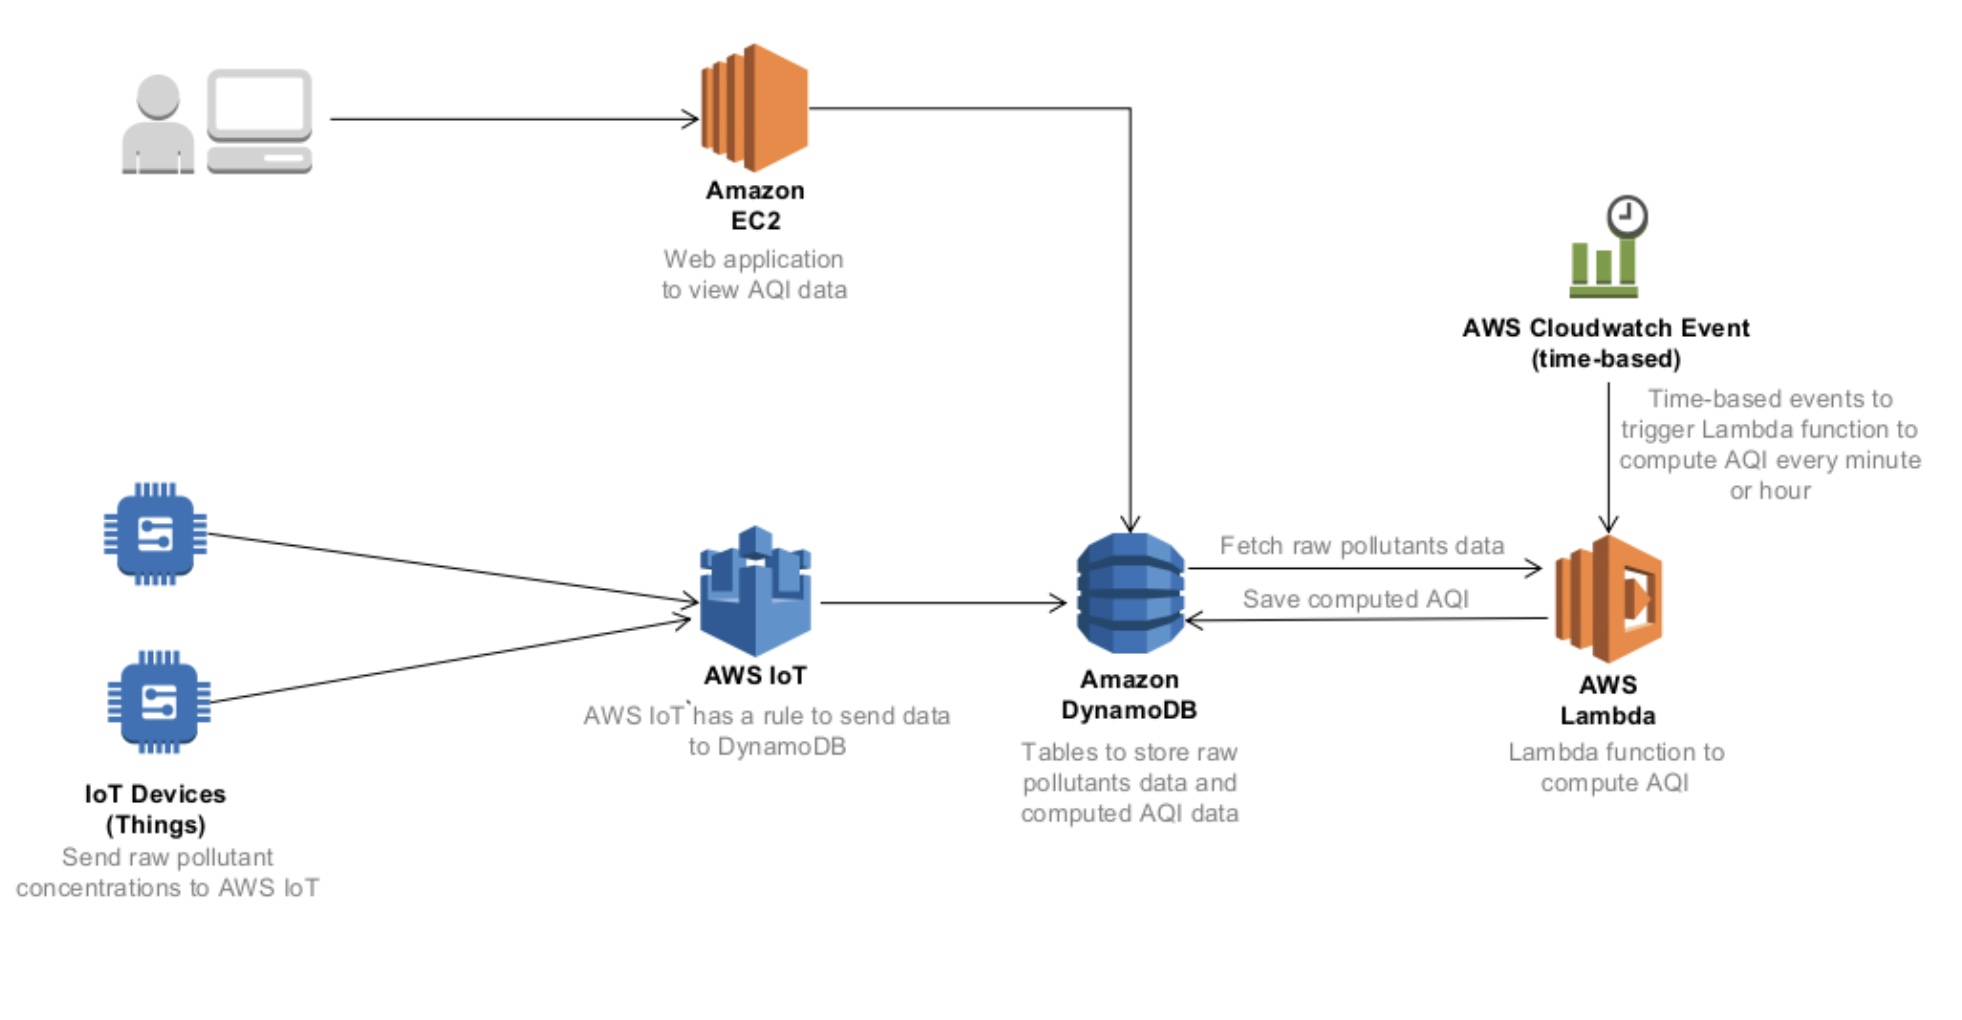 Amazon
EC2
Web application
to view AQI data
AWS Cloudwatch Event
(time-based)
Time-based events to
trigger Lambda function to
compute AQI every minute
or hour
Fetch raw pollutants data
Save computed AQI
IoT Devices
(Things)
Send raw pollutant
concentrations to AWS IoT
AWS IoT
AWS IoT`has a rule to send data
to DynamoDB
Amazon
DynamoDB
Tables to store raw
pollutants data and
computed AQI data
AWS
Lambda
Lambda function to
compute AQI